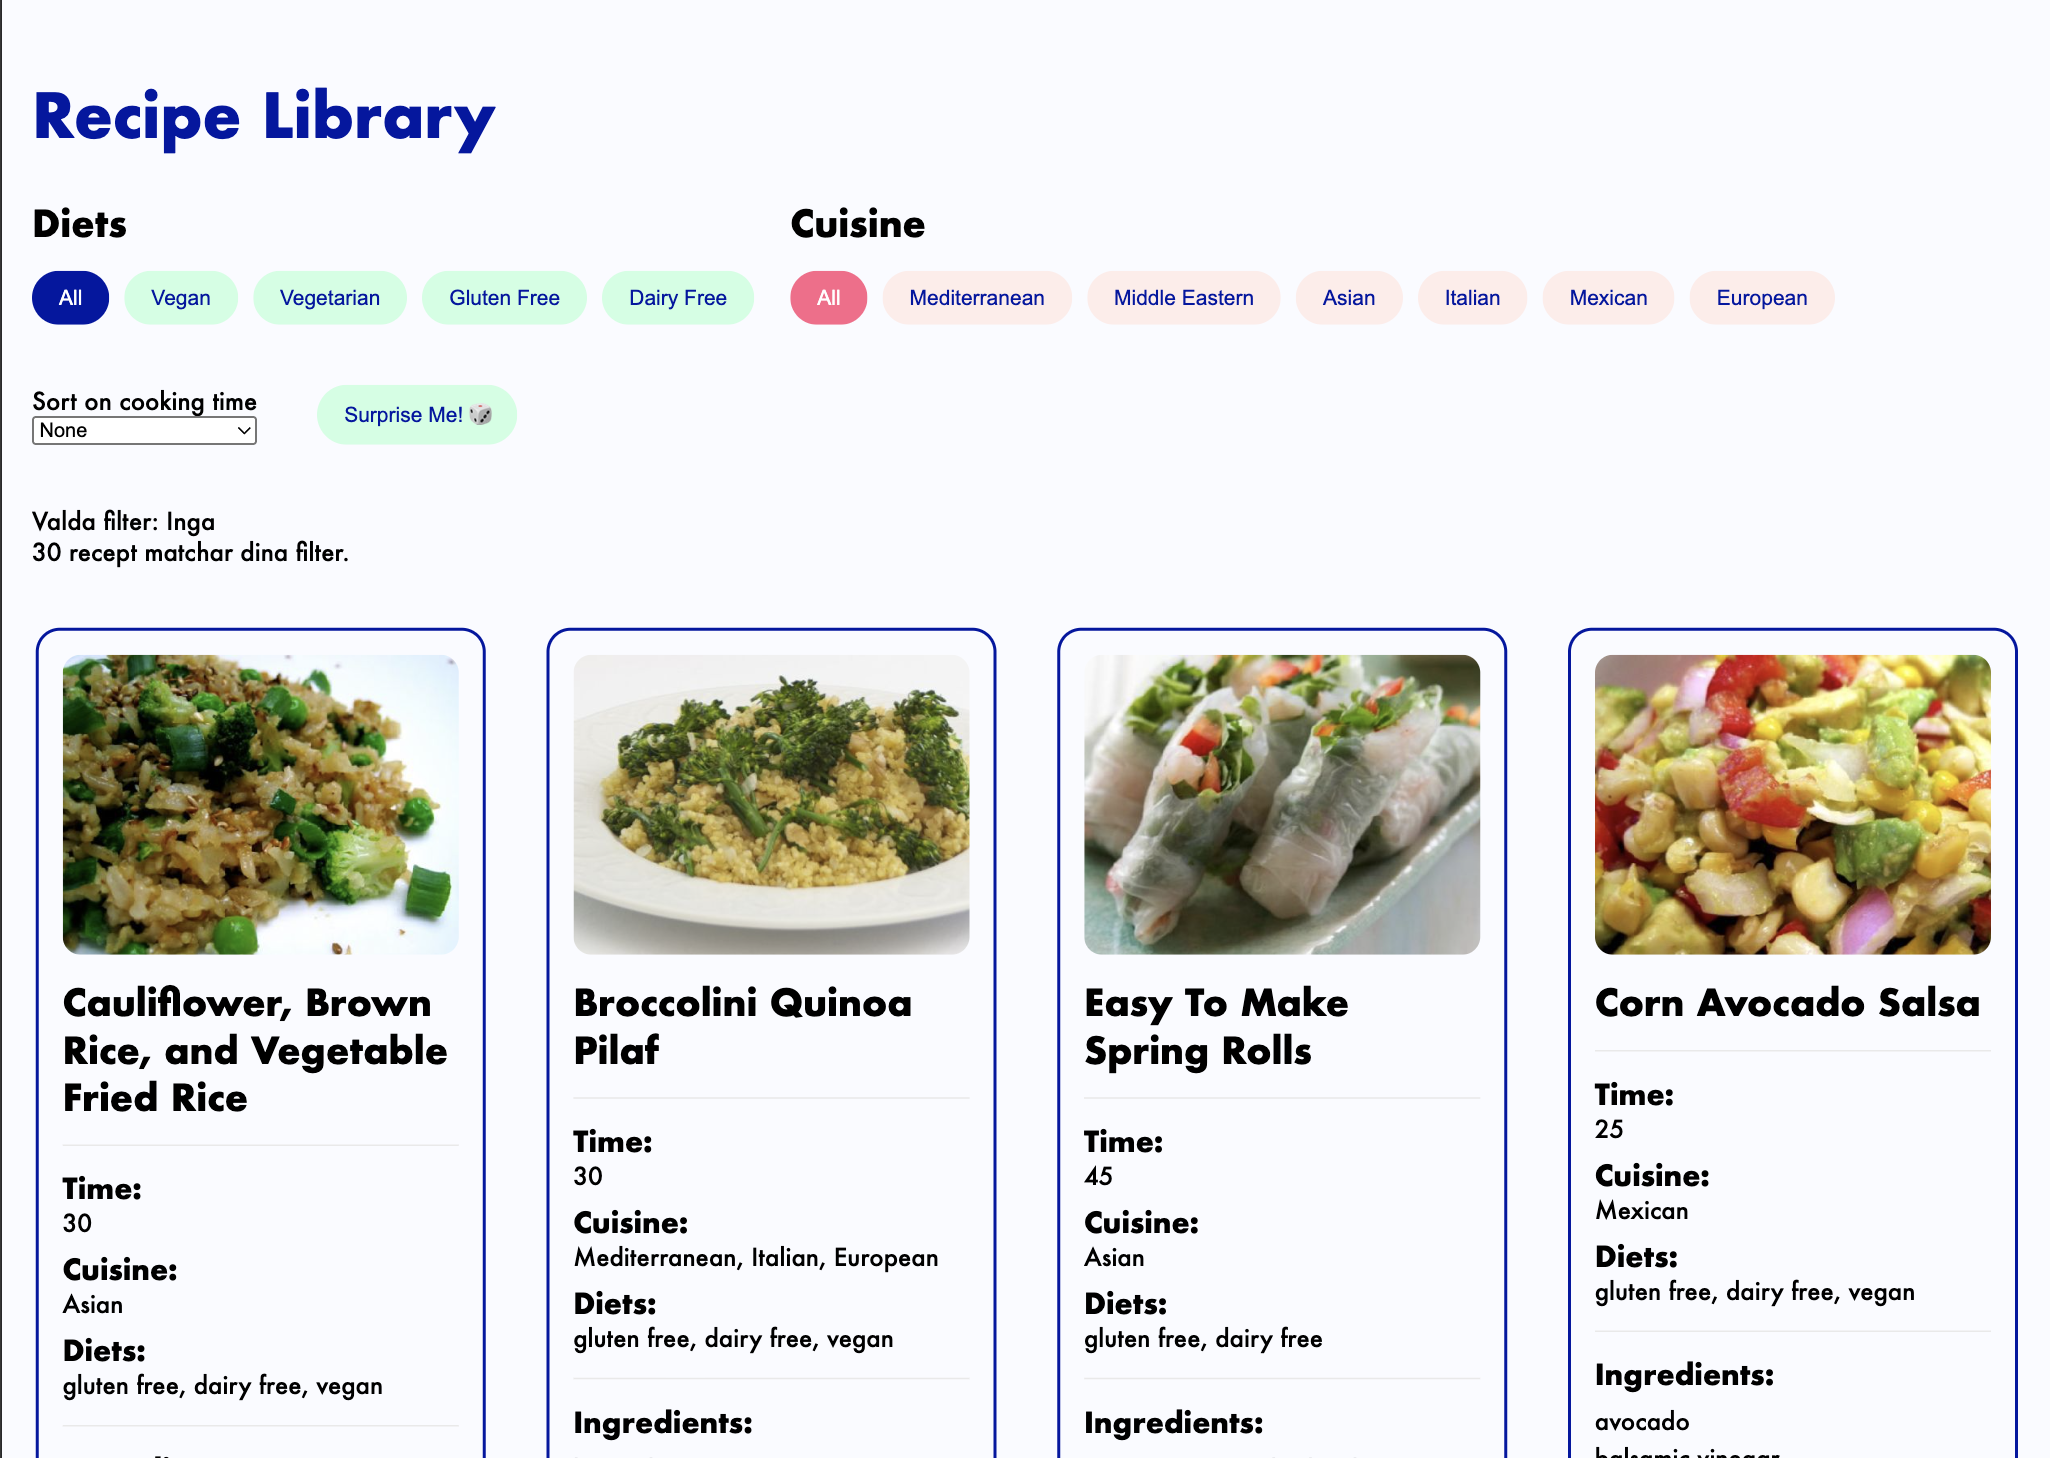 Recipe Library
Diets
All Vegan Vegetarian Gluten Free Dairy Free
Cuisine
All Mediterranean Middle Eastern Asian Italian Mexican European
Sort on cooking time
None
Surprise Me! 🎲
Valda filter: Inga
30 recept matchar dina filter.
Cauliflower, Brown
Rice, and Vegetable
Fried Rice
Time:
30
Cuisine:
Asian
Diets:
gluten free, dairy free, vegan
Broccolini Quinoa
Pilaf
Time:
30
Cuisine:
Mediterranean, Italian, European
Diets:
gluten free, dairy free, vegan
Ingredients:
Easy To Make
Spring Rolls
Time:
45
Cuisine:
Asian
Diets:
gluten free, dairy free
Ingredients:
Corn Avocado Salsa
Time:
25
Cuisine:
Mexican
Diets:
gluten free, dairy free, vegan
Ingredients:
avocado
balsamic vinegar